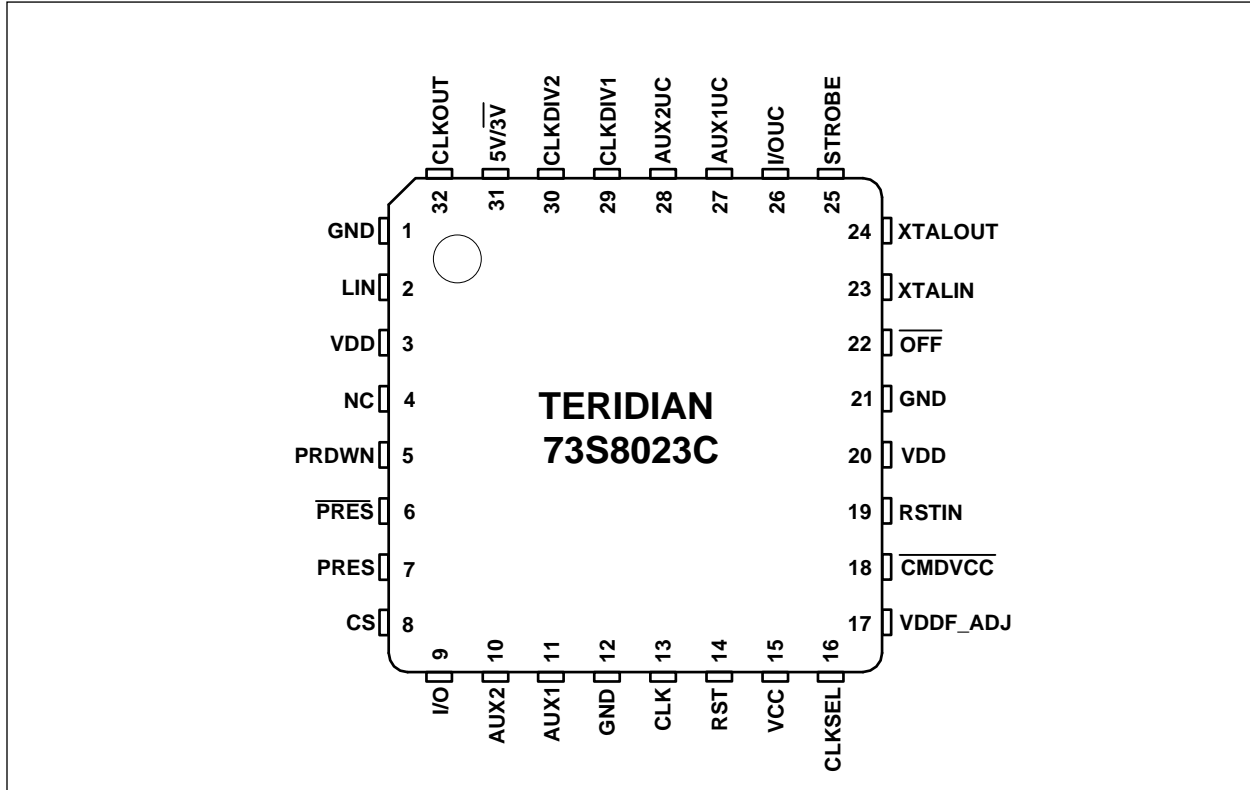 CLKOUT
5V/3V
CLKDIV2
CLKDIV1
AUX2UC
AUX1UC
I/OUC
STROBE
32
31
30
29
28
27
26
25
GND 1
LIN 2
VDD 3
NC 4
PRDWN 5
PRES 6
PRES 7
CS 8
TERIDIAN
73S8023C
24 XTALOUT
23 XTALIN
22 OFF
21 GND
20 VDD
19 RSTIN
18 CMDVCC
17 VDDF_ADJ
9
10
11
12
13
14
15
16
I/O
AUX2
AUX1
GND
CLK
RST
VCC
CLKSEL